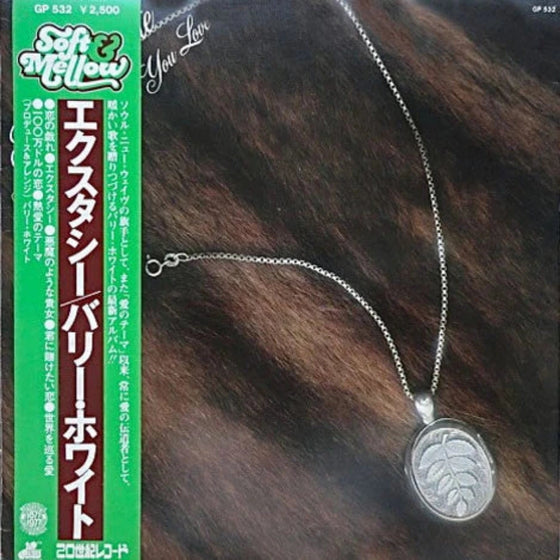 GP 532 ¥2,500
Soft & Mellow
エクスタシー/バリー・ホワイト
ソウル・ニュー・ウェイヴの旗手として、また「愛のテーマ」以来、常に愛の伝道者として、
暖かい歌を贈りつづけるバリー・ホワイトの最新アルバム!!
●恋の戯れ●エクスタシー●悪魔のような貴女●君に賭けたい恋●世界を巡る愛
●100万ドルの恋●熱愛のテーマ
(プロデュース&アレンジ)バリー・ホワイト
20世紀レコード
1877
1977
You Love
GP 532